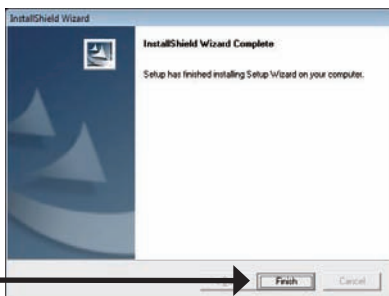 InstallShield Wizard
InstallShield Wizard Complete
Setup has finished installing Setup Wizard on your computer.
Finish
Cancel